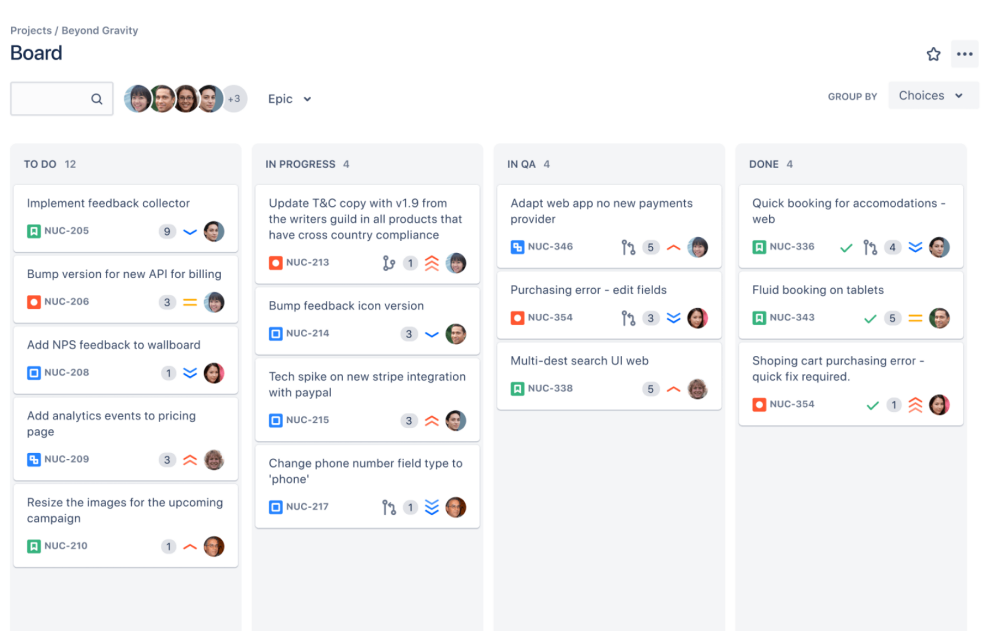 Projects / Beyond Gravity
Board
+3
Epic
GROUP BY
Choices
TO DO 12
Implement feedback collector
NUC-205
9
Bump version for new API for billing
NUC-206
3
Add NPS feedback to wallboard
NUC-208
1
Add analytics events to pricing
page
NUC-209
3
Resize the images for the upcoming
campaign
NUC-210
1
IN PROGRESS 4
Update T&C copy with v1.9 from
the writers guild in all products that
have cross country compliance
NUC-213
1
Bump feedback icon version
NUC-214
3
Tech spike on new stripe integration
with paypal
NUC-215
3
Change phone number field type to
'phone'
NUC-217
1
IN QA 4
Adapt web app no new payments
provider
NUC-346
5
Purchasing error - edit fields
NUC-354
3
Multi-dest search UI web
NUC-338
5
DONE 4
Quick booking for accomodations -
web
NUC-336
4
Fluid booking on tablets
NUC-343
5
Shoping cart purchasing error -
quick fix required.
NUC-354
1